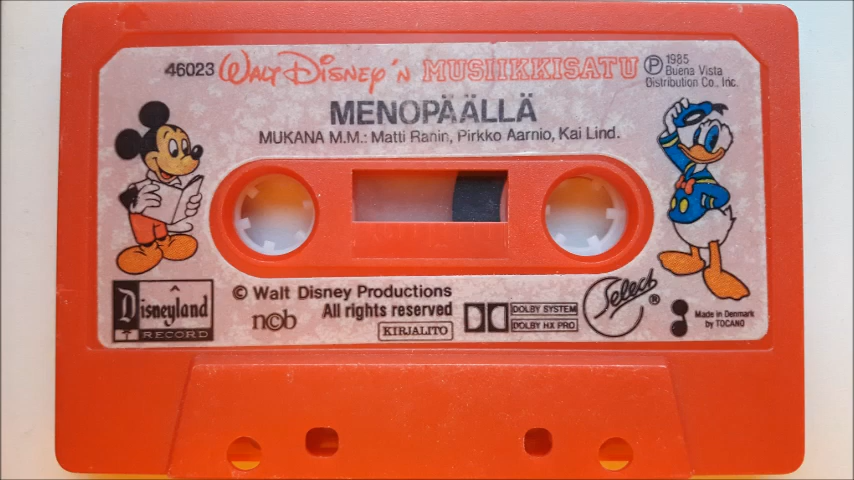 46023 WALT DISNEY'N MUSIIKKISATU
Ⓟ 1985
Buena Vista
Distribution Co., Inc.
MENOPÄÄLLÄ
MUKANA M.M.: Matti Ranin, Pirkko Aarnio, Kai Lind.
Disneyland
RECORD
© Walt Disney Productions
All rights reserved
ncb
KIRJALITO
DOLBY SYSTEM
DOLBY HX PRO
Select ®
Made in Denmark
by TOCANO